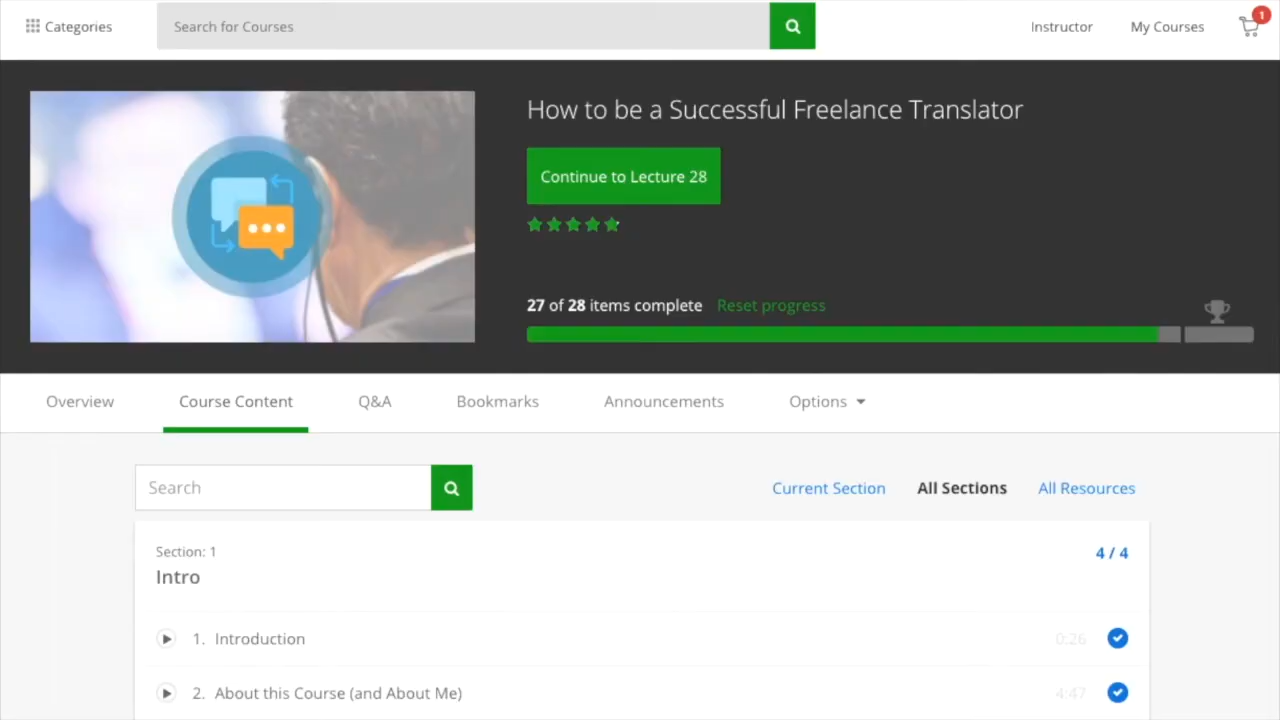 Categories
Search for Courses
Instructor
My Courses
1
How to be a Successful Freelance Translator
Continue to Lecture 28
27 of 28 items complete Reset progress
Overview
Course Content
Q&A
Bookmarks
Announcements
Options
Search
Current Section
All Sections
All Resources
Section: 1
4 / 4
Intro
1. Introduction
0:26
2. About this Course (and About Me)
4:47